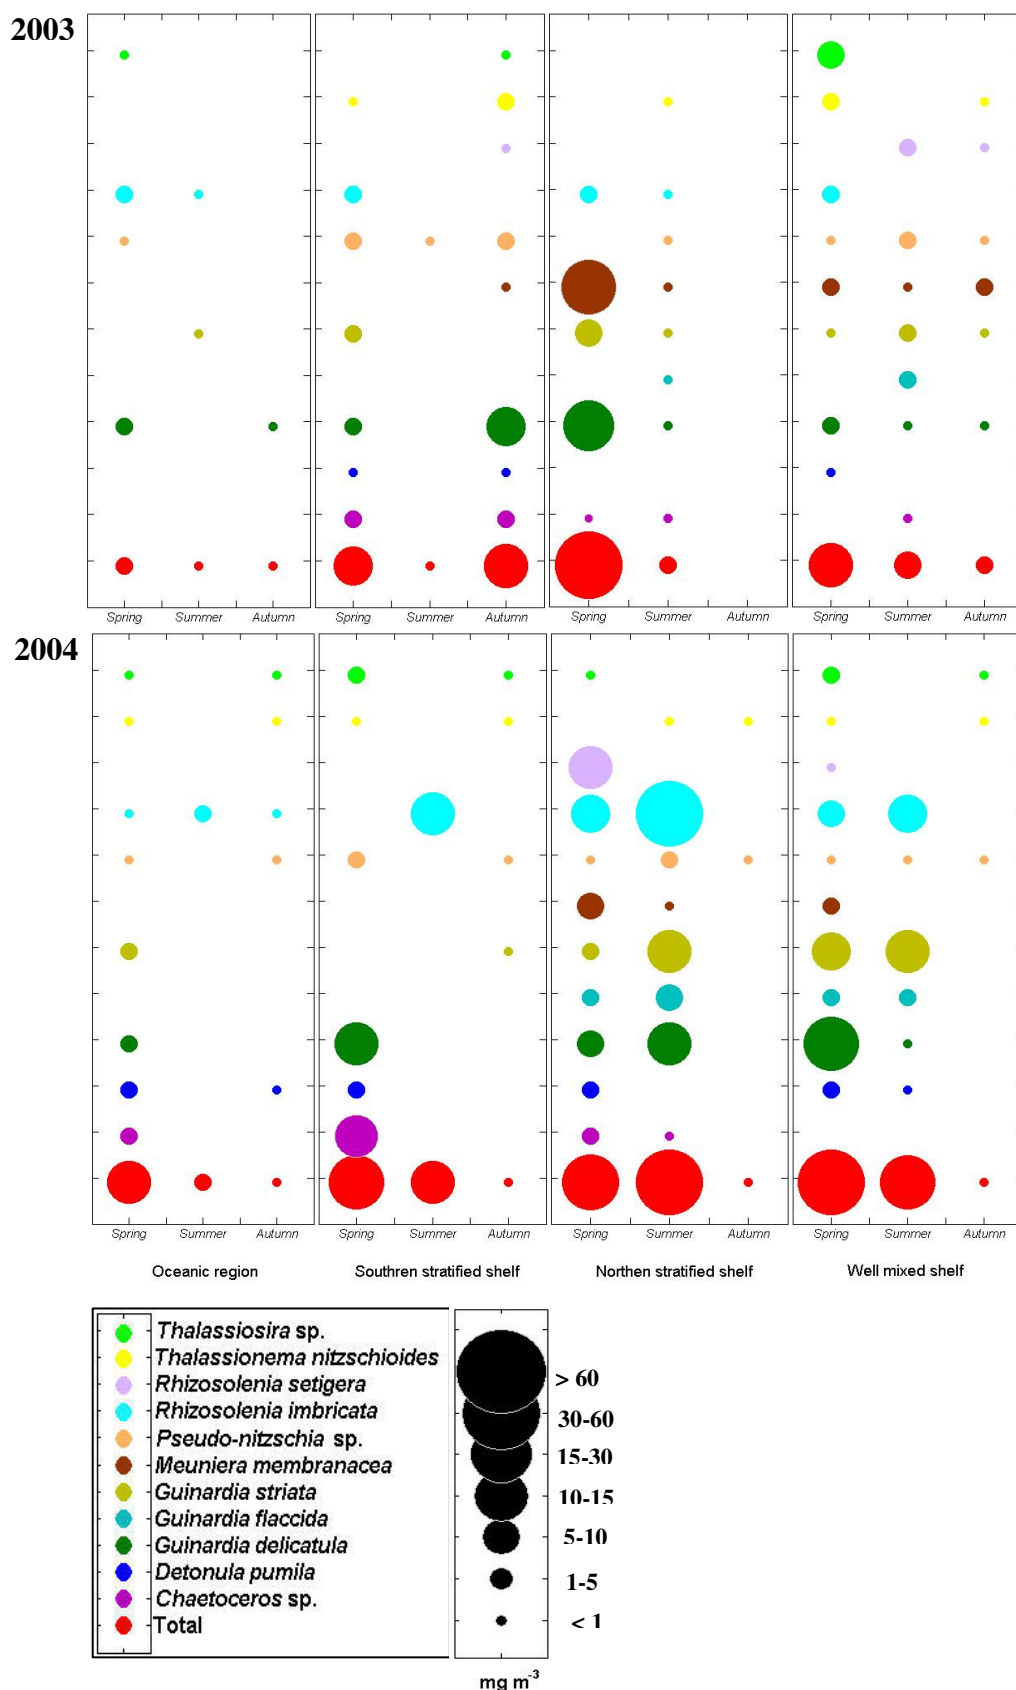 2003
Spring Summer Autumn Spring Summer Autumn Spring Summer Autumn Spring Summer Autumn
2004
Spring Summer Autumn Spring Summer Autumn Spring Summer Autumn Spring Summer Autumn
Oceanic region Southren stratified shelf Northen stratified shelf Well mixed shelf
Thalassiosira sp.
Thalassionema nitzschioides
Rhizosolenia setigera
Rhizosolenia imbricata
Pseudo-nitzschia sp.
Meuniera membranacea
Guinardia striata
Guinardia flaccida
Guinardia delicatula
Detonula pumila
Chaetoceros sp.
Total
> 60
30-60
15-30
10-15
5-10
1-5
< 1
mg m⁻³